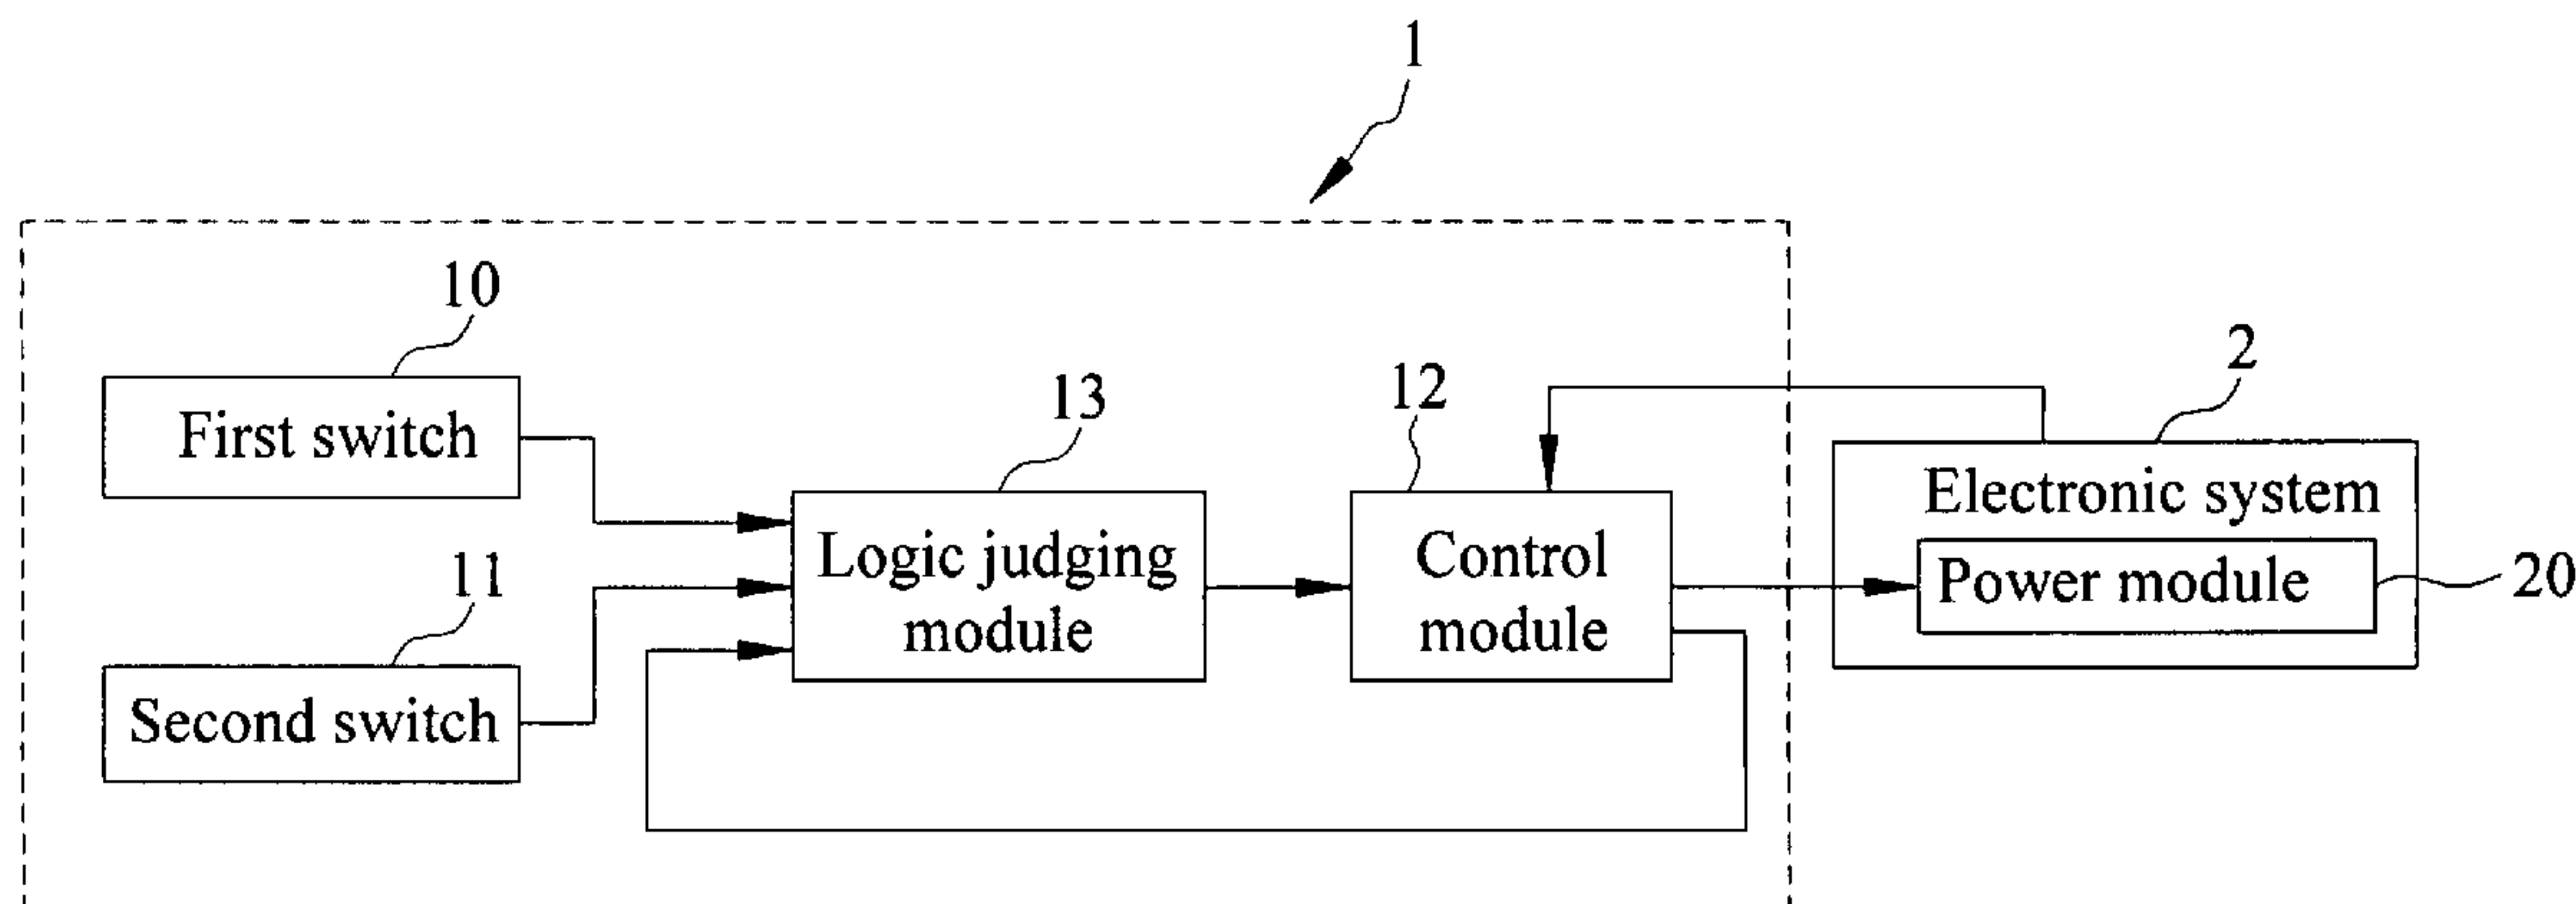 1
10
First switch
11
Second switch
13
Logic judging
module
12
Control
module
2
Electronic system
Power module
20